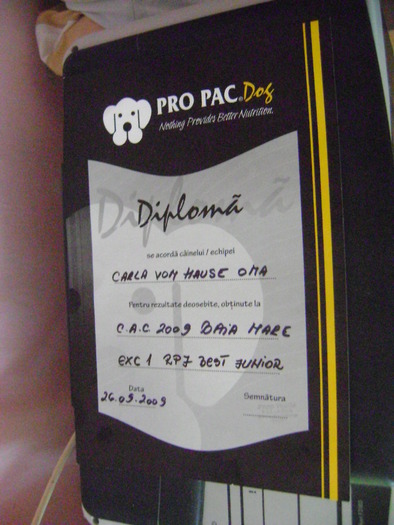 PRO PAC® Dog
Nothing Provides Better Nutrition.
Diplomă
se acordă câinelui / echipei
CARLA VOM HAUSE OMA
Pentru rezultate deosebite, obținute la
C.A.C 2009 BAIA MARE
EXC 1 RPJ BEST JUNIOR
Data
26.09.2009
Semnătura